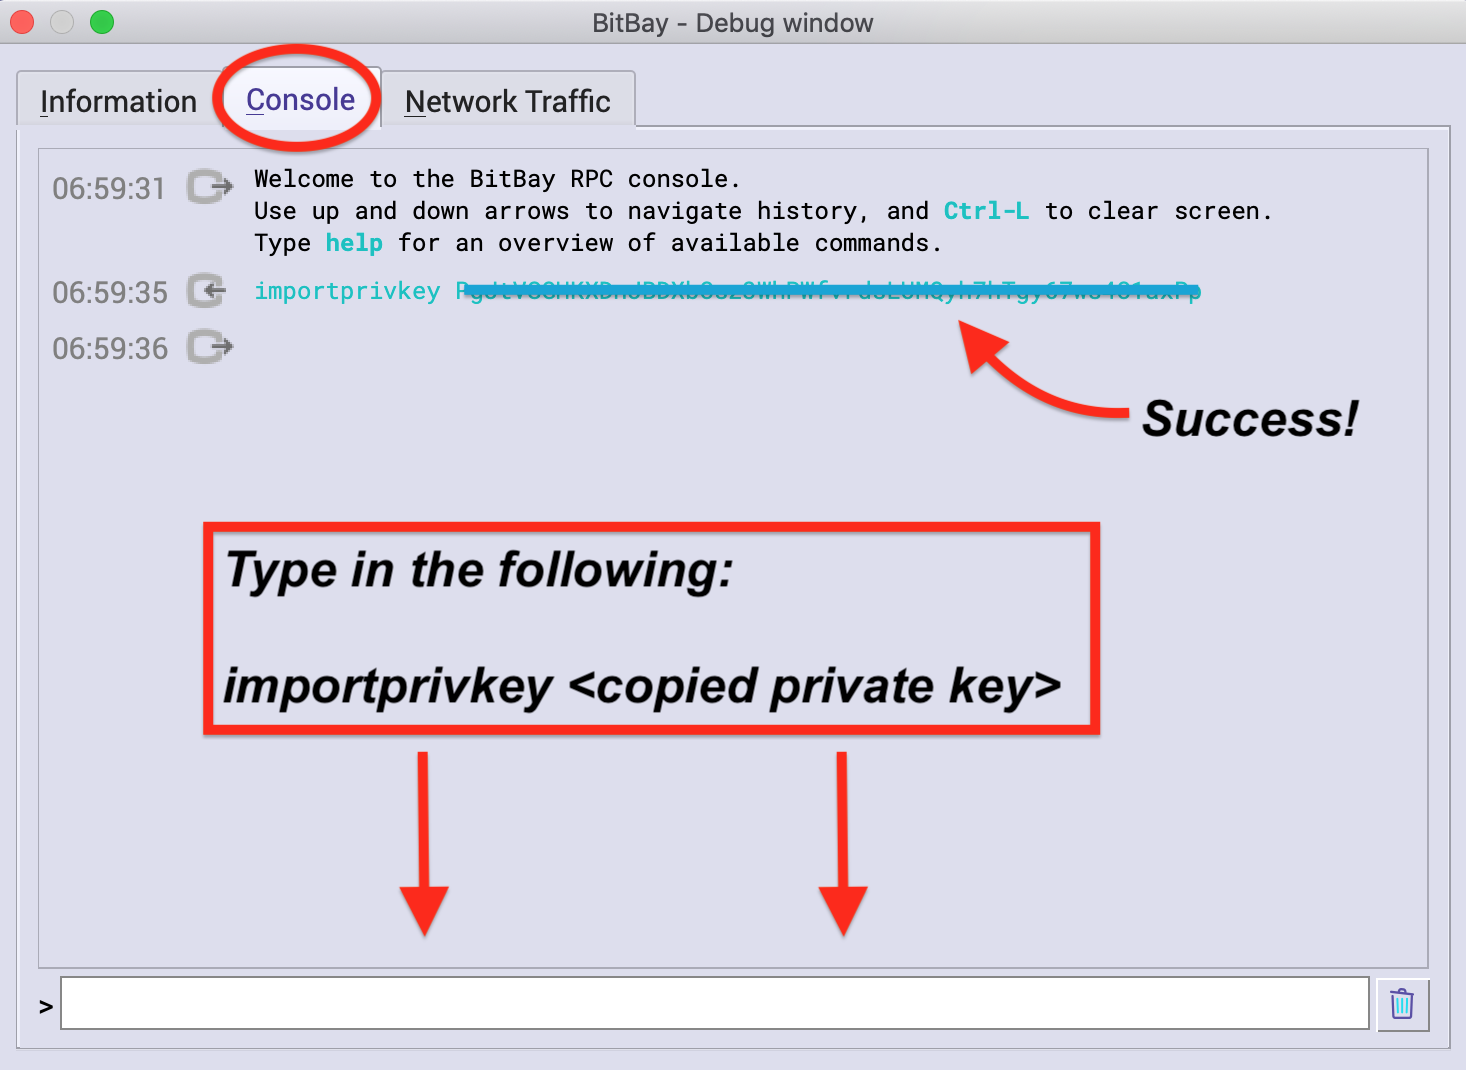 BitBay - Debug window
Information Console Network Traffic
06:59:31 Welcome to the BitBay RPC console.
Use up and down arrows to navigate history, and Ctrl-L to clear screen.
Type help for an overview of available commands.
06:59:35 importprivkey
06:59:36
Success!
Type in the following:
importprivkey <copied private key>
>